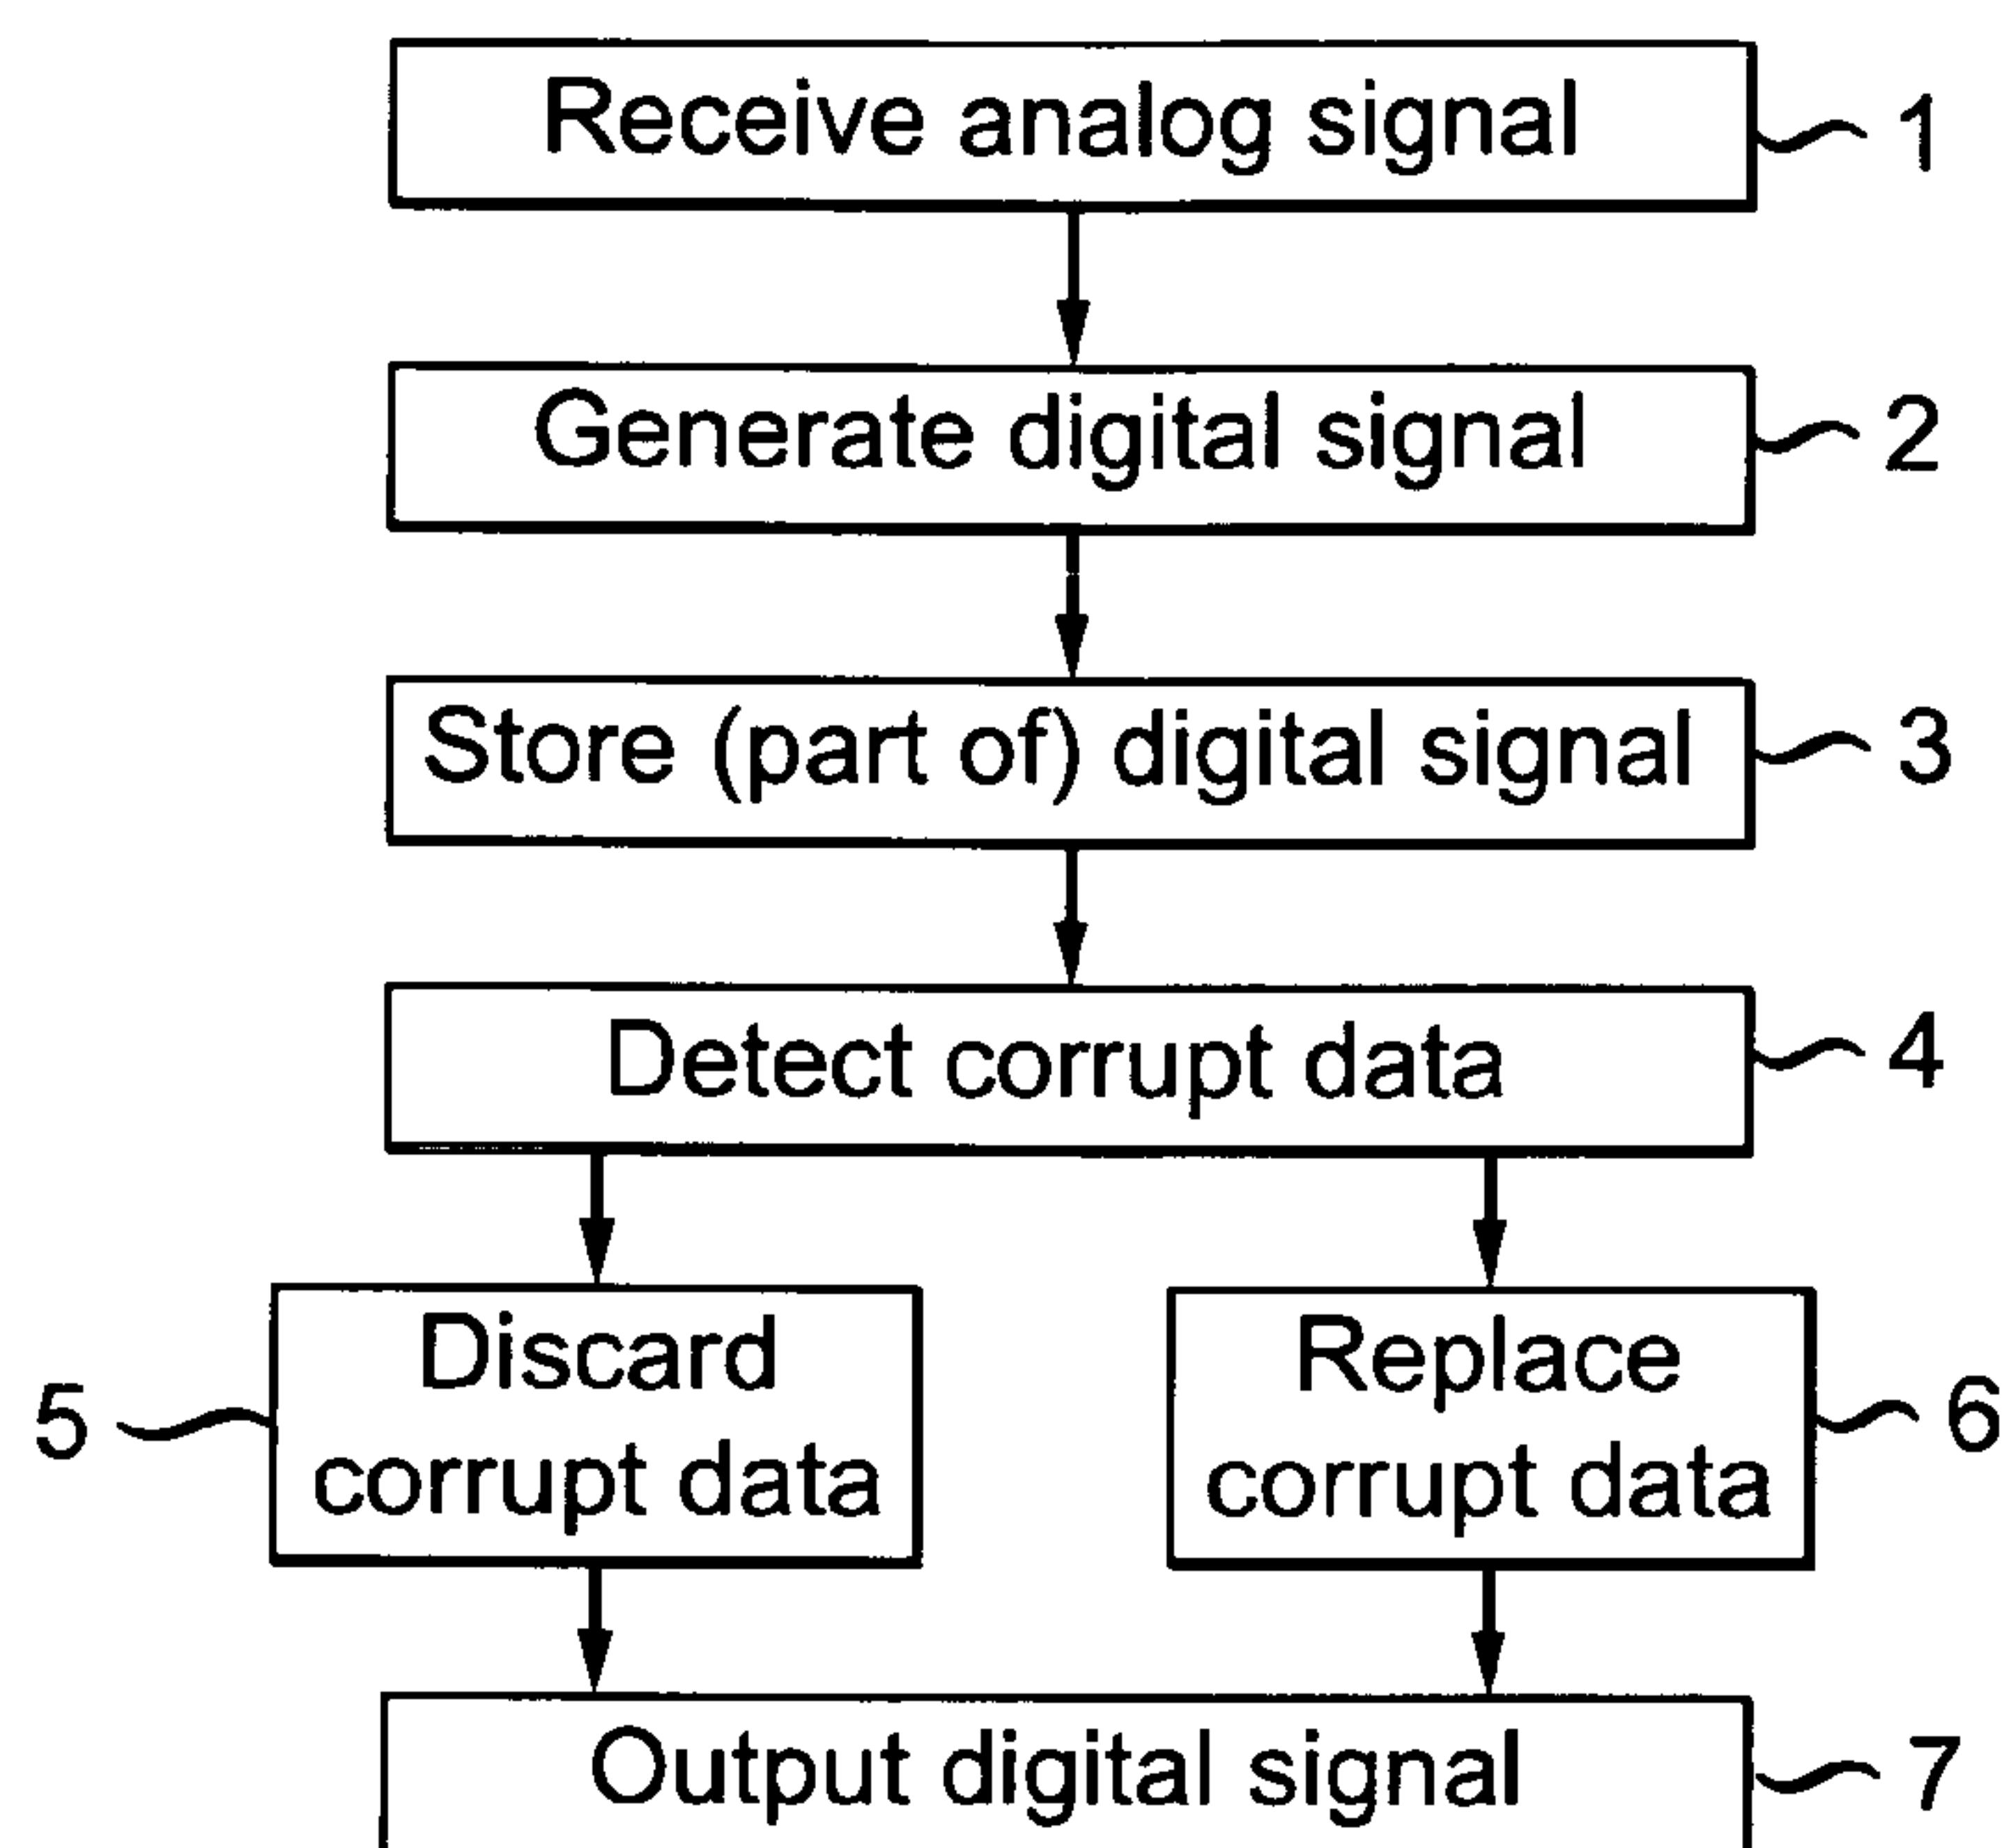 Receive analog signal 1
Generate digital signal 2
Store (part of) digital signal 3
Detect corrupt data 4
5 Discard
corrupt data
Replace 6
corrupt data
Output digital signal 7